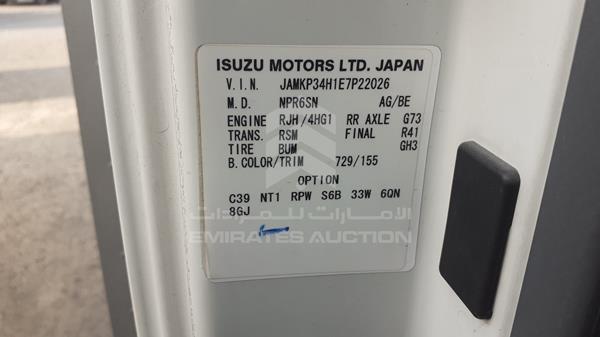 ISUZU MOTORS LTD. JAPAN
V.I.N. JAMKP34H1E7P22026
M.D. NPR6SN AG/BE
ENGINE RJH/4HG1 RR AXLE G73
TRANS. RSM FINAL R41
TIRE BUM GH3
B.COLOR/TRIM 729/155
OPTION
C39 NT1 RPW S6B 33W 6QN
8GJ
الإمارات للمزادات
EMIRATES AUCTION